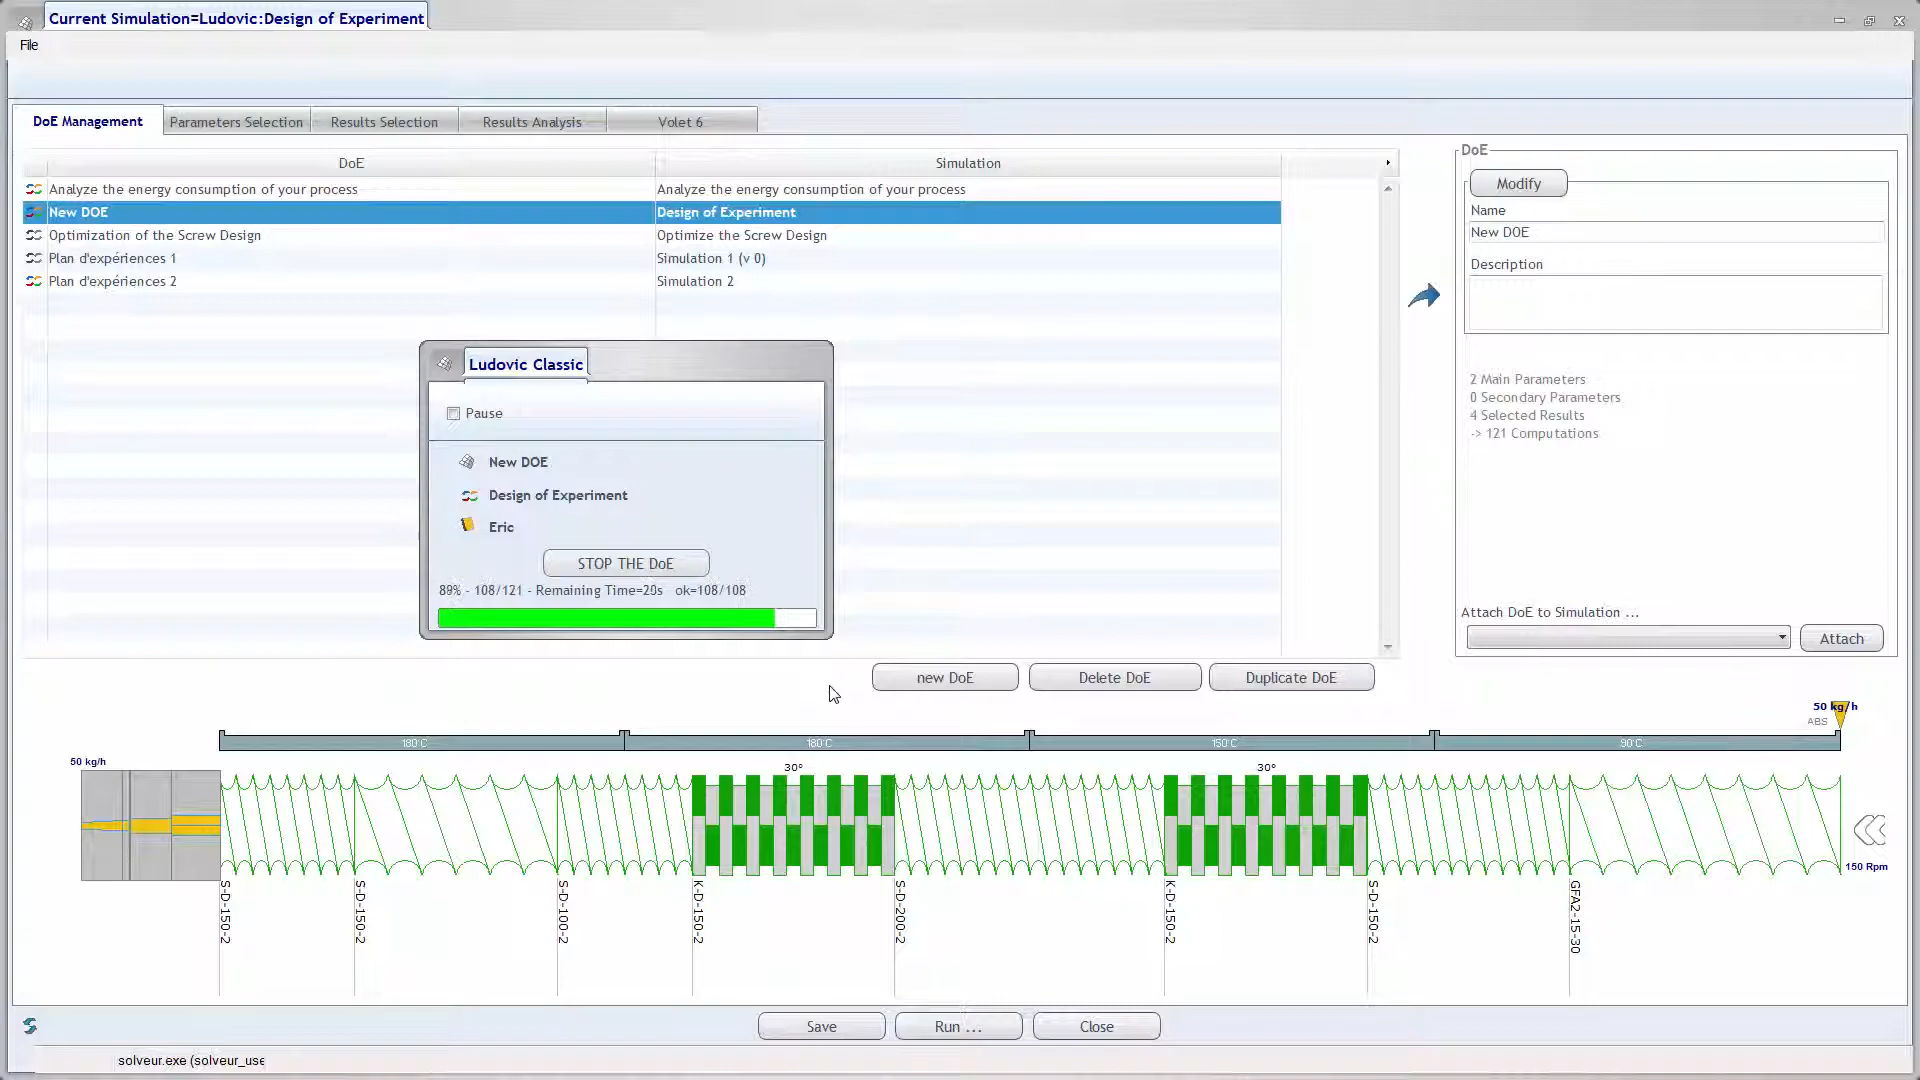 Current Simulation=Ludovic:Design of Experiment
File
DoE Management
Parameters Selection
Results Selection
Results Analysis
Volet 6
DoE
Simulation
Analyze the energy consumption of your process
Analyze the energy consumption of your process
New DOE
Design of Experiment
Optimization of the Screw Design
Optimize the Screw Design
Plan d'expériences 1
Simulation 1 (v 0)
Plan d'expériences 2
Simulation 2
DoE
Modify
Name
New DOE
Description
2 Main Parameters
0 Secondary Parameters
4 Selected Results
-> 121 Computations
Attach DoE to Simulation ...
Attach
Ludovic Classic
Pause
New DOE
Design of Experiment
Eric
STOP THE DoE
89% - 108/121 - Remaining Time=20s ok=108/108
new DoE
Delete DoE
Duplicate DoE
50 kg/h
ABS
180°C
180°C
150°C
90°C
50 kg/h
30°
30°
150 Rpm
S-D-150-2
S-D-150-2
S-D-100-2
K-D-150-2
S-D-200-2
K-D-150-2
S-D-150-2
GFA2-15-30
Save
Run ...
Close
solveur.exe (solveur_use